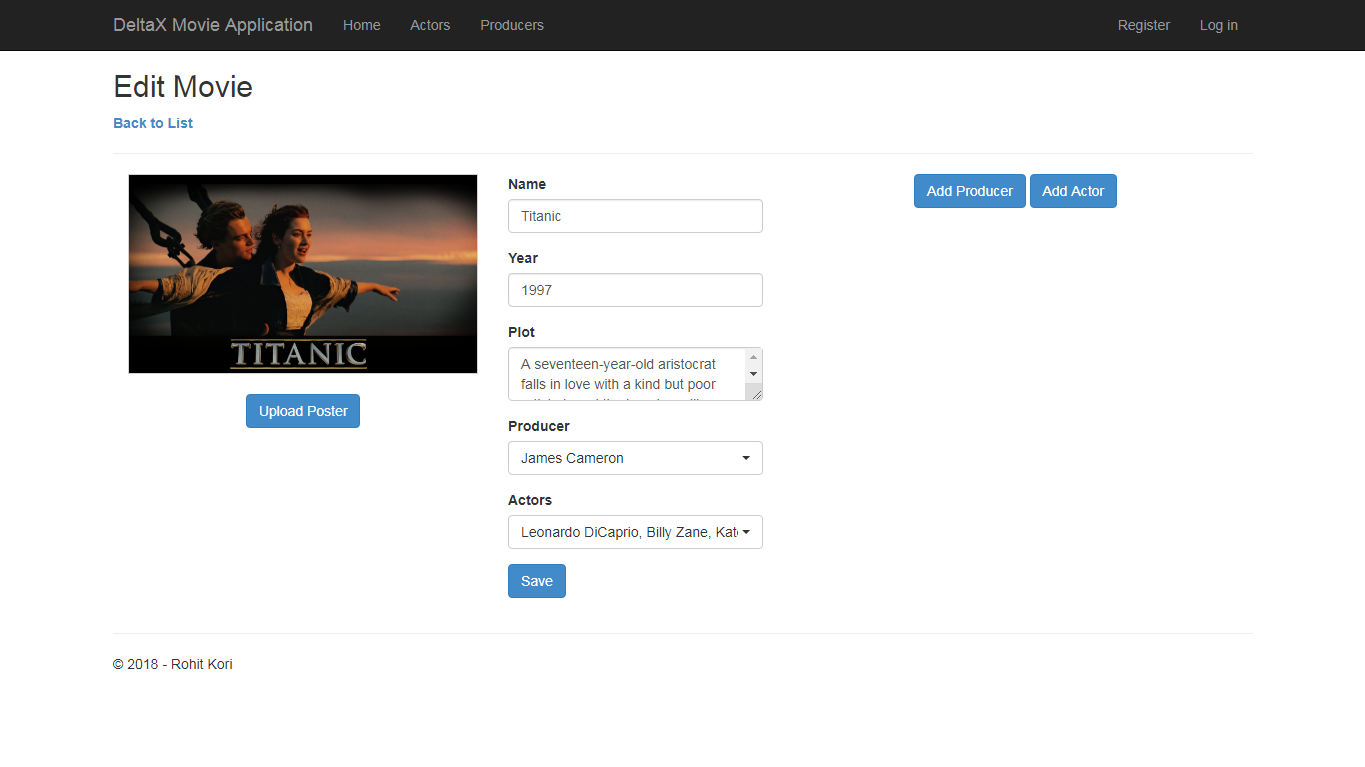 DeltaX Movie Application Home Actors Producers Register Log in
Edit Movie
Back to List
TITANIC
Upload Poster
Name
Titanic
Year
1997
Plot
A seventeen-year-old aristocrat
falls in love with a kind but poor
Producer
James Cameron
Actors
Leonardo DiCaprio, Billy Zane, Kat
Save
Add Producer Add Actor
© 2018 - Rohit Kori